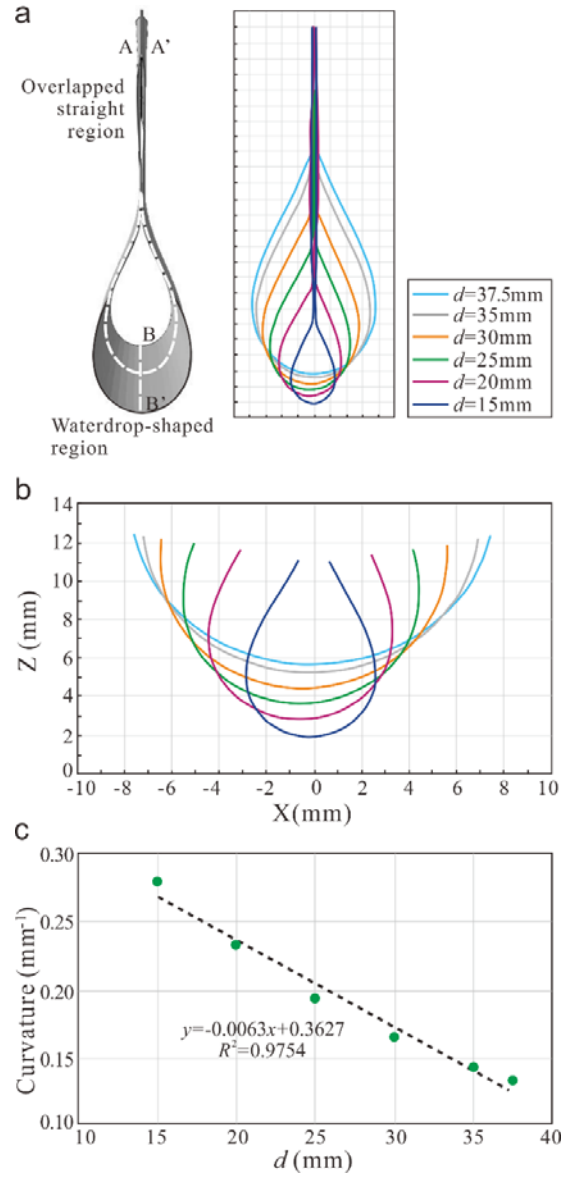 a
A A'
Overlapped
straight
region
B
B'
Waterdrop-shaped
region
d=37.5mm
d=35mm
d=30mm
d=25mm
d=20mm
d=15mm
b
14
12
10
8
6
4
2
0
Z (mm)
-10 -8 -6 -4 -2 0 2 4 6 8 10
X(mm)
c
0.30
0.25
0.20
0.15
0.10
Curvature (mm⁻¹)
y=-0.0063x+0.3627
R²=0.9754
10 15 20 25 30 35 40
d (mm)